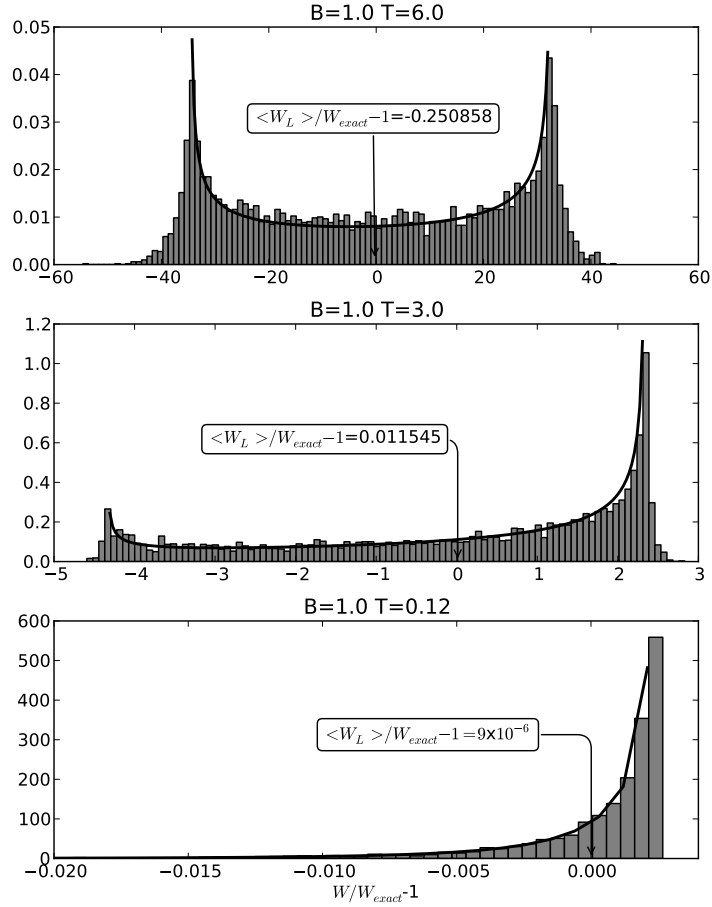 B=1.0 T=6.0
0.05
0.04
0.03
0.02
0.01
0.00
<W_L >/W_exact−1=-0.250858
−60 −40 −20 0 20 40 60
B=1.0 T=3.0
1.2
1.0
0.8
0.6
0.4
0.2
0.0
<W_L >/W_exact−1=0.011545
−5 −4 −3 −2 −1 0 1 2 3
B=1.0 T=0.12
600
500
400
300
200
100
0
<W_L >/W_exact−1=9x10⁻⁶
−0.020 −0.015 −0.010 −0.005 0.000
W/W_exact-1